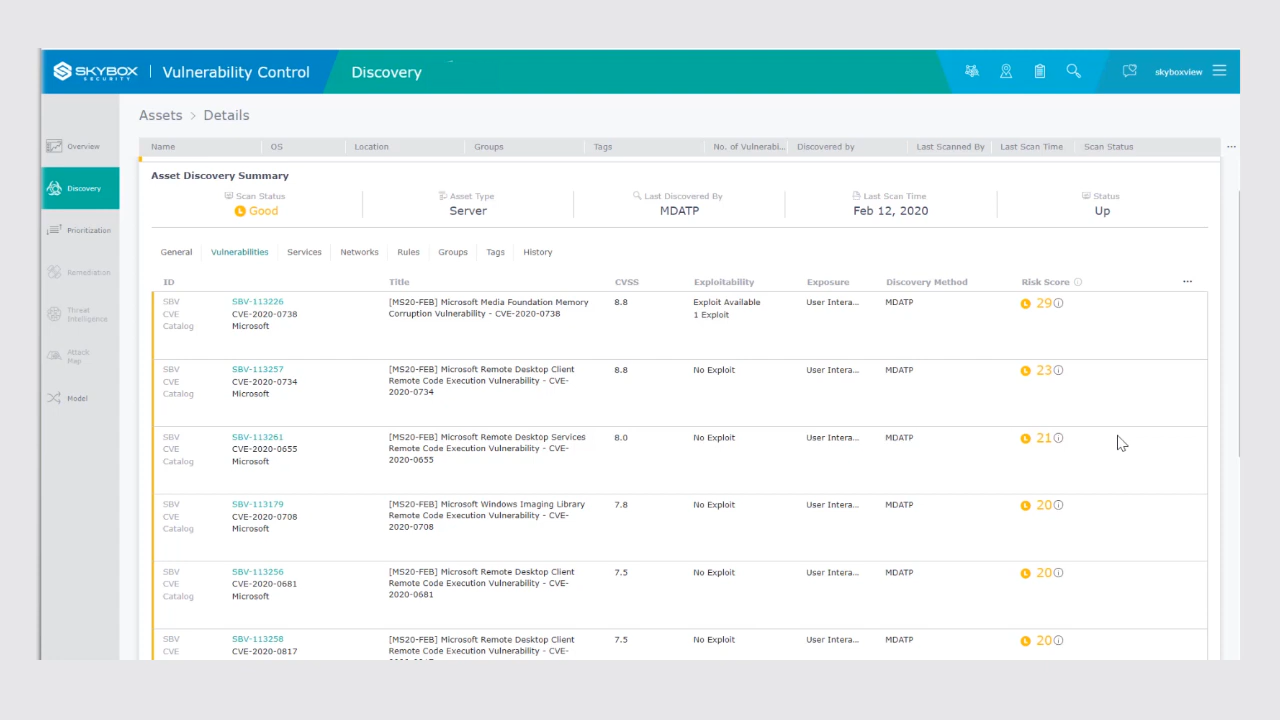 SKYBOX SECURITY | Vulnerability Control Discovery skyboxview
Assets > Details
Name OS Location Groups Tags No. of Vulnerabi... Discovered by Last Scanned By Last Scan Time Scan Status ...
Overview
Discovery
Prioritization
Remediation
Threat
Intelligence
Attack
Map
Model
Asset Discovery Summary
Scan Status Asset Type Last Discovered By Last Scan Time Status
Good Server MDATP Feb 12, 2020 Up
General Vulnerabilities Services Networks Rules Groups Tags History
ID Title CVSS Exploitability Exposure Discovery Method Risk Score ...
SBV SBV-113226 [MS20-FEB] Microsoft Media Foundation Memory 8.8 Exploit Available User Intera... MDATP 29
CVE CVE-2020-0738 Corruption Vulnerability - CVE-2020-0738 1 Exploit
Catalog Microsoft
SBV SBV-113257 [MS20-FEB] Microsoft Remote Desktop Client 8.8 No Exploit User Intera... MDATP 23
CVE CVE-2020-0734 Remote Code Execution Vulnerability - CVE-
Catalog Microsoft 2020-0734
SBV SBV-113261 [MS20-FEB] Microsoft Remote Desktop Services 8.0 No Exploit User Intera... MDATP 21
CVE CVE-2020-0655 Remote Code Execution Vulnerability - CVE-
Catalog Microsoft 2020-0655
SBV SBV-113179 [MS20-FEB] Microsoft Windows Imaging Library 7.8 No Exploit User Intera... MDATP 20
CVE CVE-2020-0708 Remote Code Execution Vulnerability - CVE-
Catalog Microsoft 2020-0708
SBV SBV-113256 [MS20-FEB] Microsoft Remote Desktop Client 7.5 No Exploit User Intera... MDATP 20
CVE CVE-2020-0681 Remote Code Execution Vulnerability - CVE-
Catalog Microsoft 2020-0681
SBV SBV-113258 [MS20-FEB] Microsoft Remote Desktop Client 7.5 No Exploit User Intera... MDATP 20
CVE CVE-2020-0817 Remote Code Execution Vulnerability - CVE-